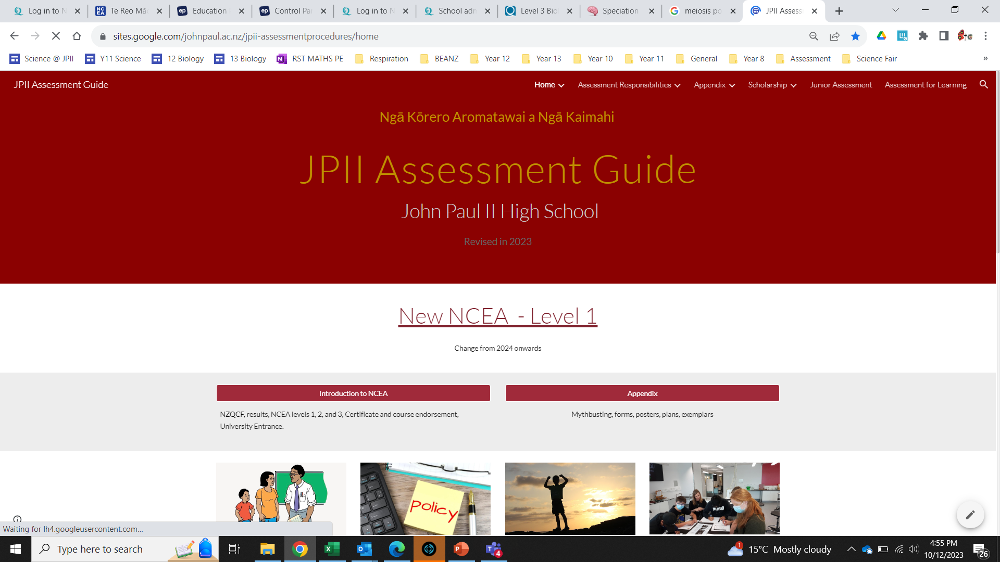 Log in to N
Te Reo Mā
Education
Control Pa
Log in to N
School adn
Level 3 Bio
Speciation
meiosis po
JPII Assess
sites.google.com/johnpaul.ac.nz/jpii-assessmentprocedures/home
Science @ JPII
Y11 Science
12 Biology
13 Biology
RST MATHS PE
Respiration
BEANZ
Year 12
Year 13
Year 10
Year 11
General
Year 8
Assessment
Science Fair
»
JPII Assessment Guide
Home
Assessment Responsibilities
Appendix
Scholarship
Junior Assessment
Assessment for Learning
Ngā Kōrero Aromatawai a Ngā Kaimahi
JPII Assessment Guide
John Paul II High School
Revised in 2023
New NCEA - Level 1
Change from 2024 onwards
Introduction to NCEA
Appendix
NZQCF, results, NCEA levels 1, 2, and 3, Certificate and course endorsement,
University Entrance.
Mythbusting, forms, posters, plans, exemplars
policy
Waiting for lh4.googleusercontent.com...
Type here to search
4
1
15°C Mostly cloudy
4:55 PM
10/12/2023
26